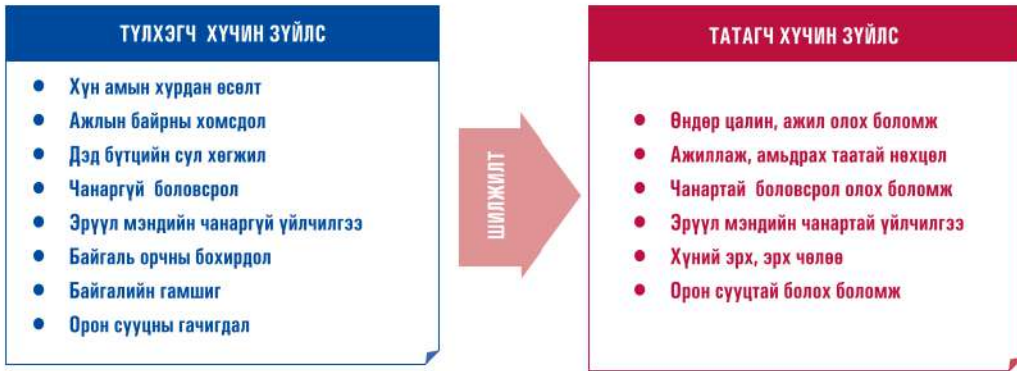 ТҮЛХЭГЧ ХҮЧИН ЗҮЙЛС
Хүн амын хурдан өсөлт
Ажлын байрны хомсдол
Дэд бүтцийн сул хөгжил
Чанаргүй боловсрол
Эрүүл мэндийн чанаргүй үйлчилгээ
Байгаль орчны бохирдол
Байгалийн гамшиг
Орон сууцны гачигдал
ШИЛЖИЛТ
ТАТАГЧ ХҮЧИН ЗҮЙЛС
Өндөр цалин, ажил олох боломж
Ажиллаж, амьдрах таатай нөхцөл
Чанартай боловсрол олох боломж
Эрүүл мэндийн чанартай үйлчилгээ
Хүний эрх, эрх чөлөө
Орон сууцтай болох боломж